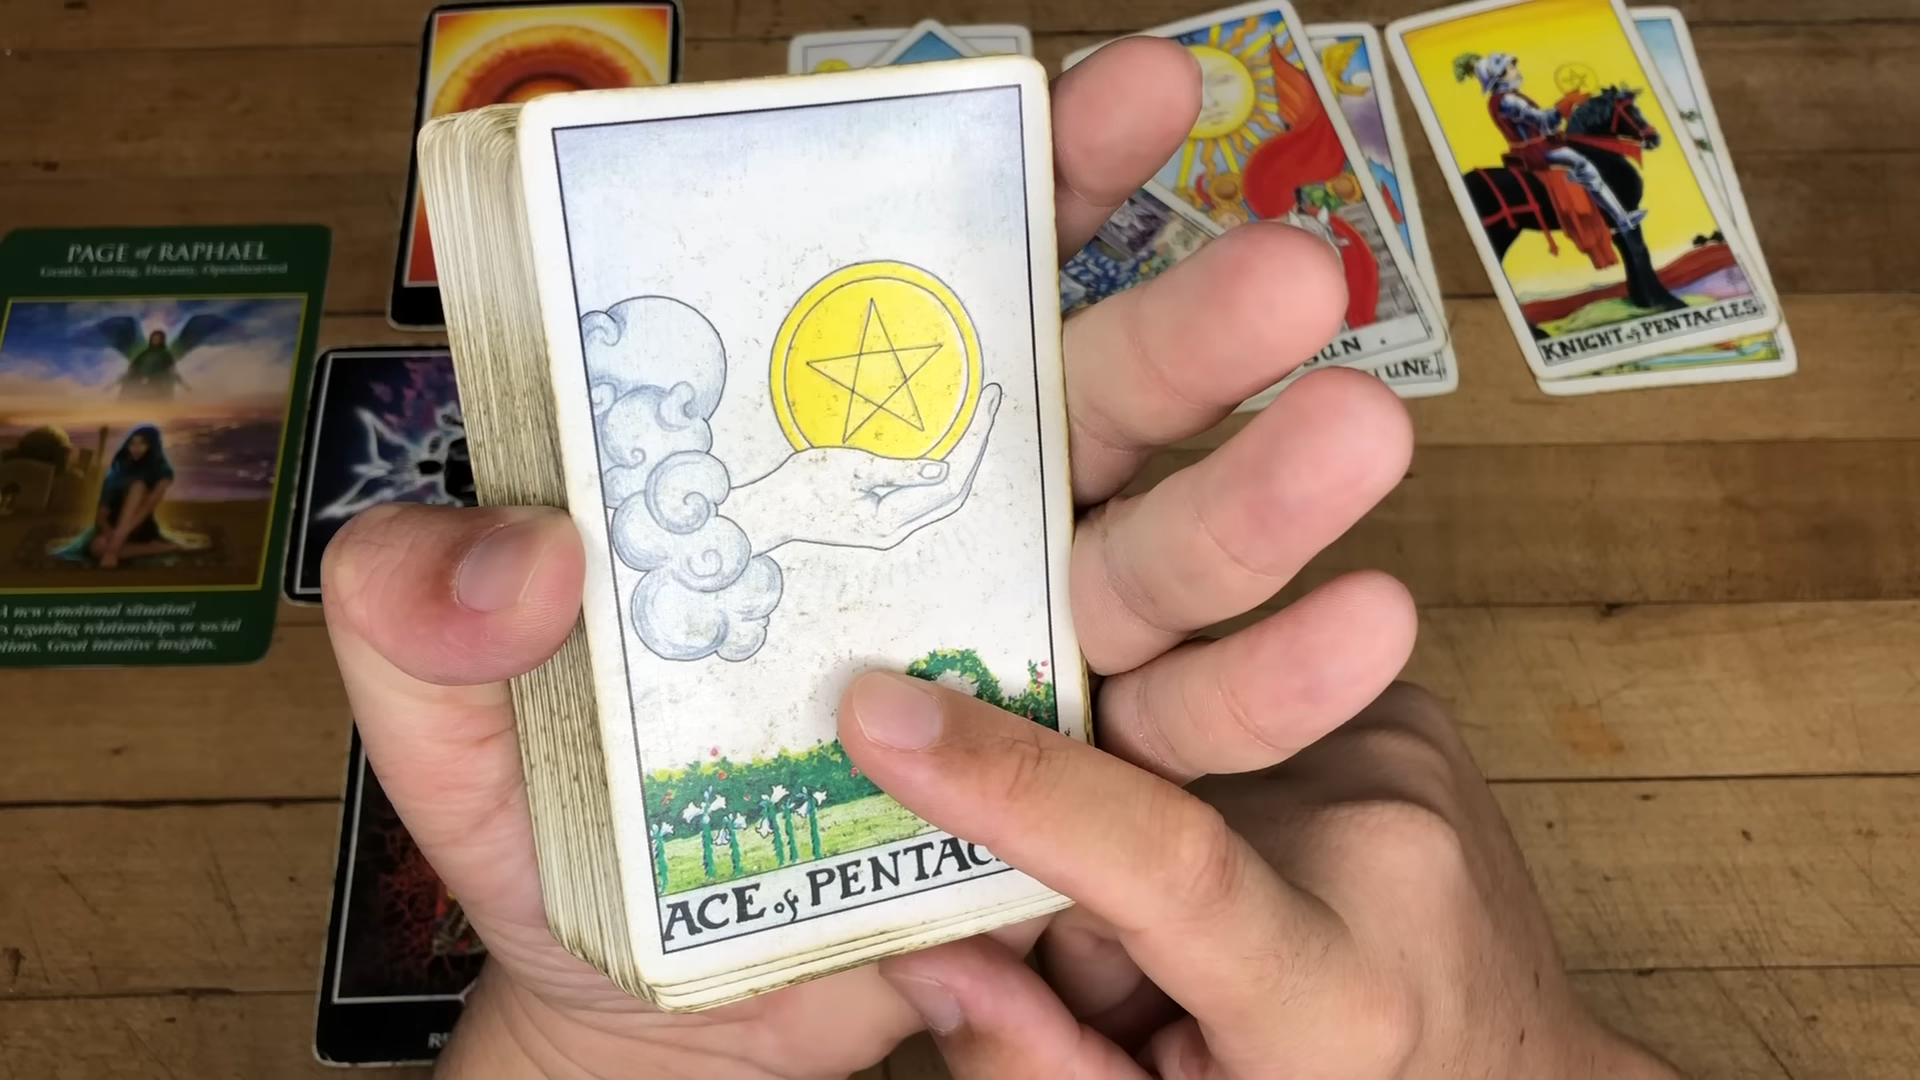 PAGE of RAPHAEL
Gentle, Loving, Dreamy, Openhearted
A new emotional situation!
regarding relationships or social
Great intuitive insights.
ACE of PENTAC
SUN .
UNE.
KNIGHT of PENTACLES